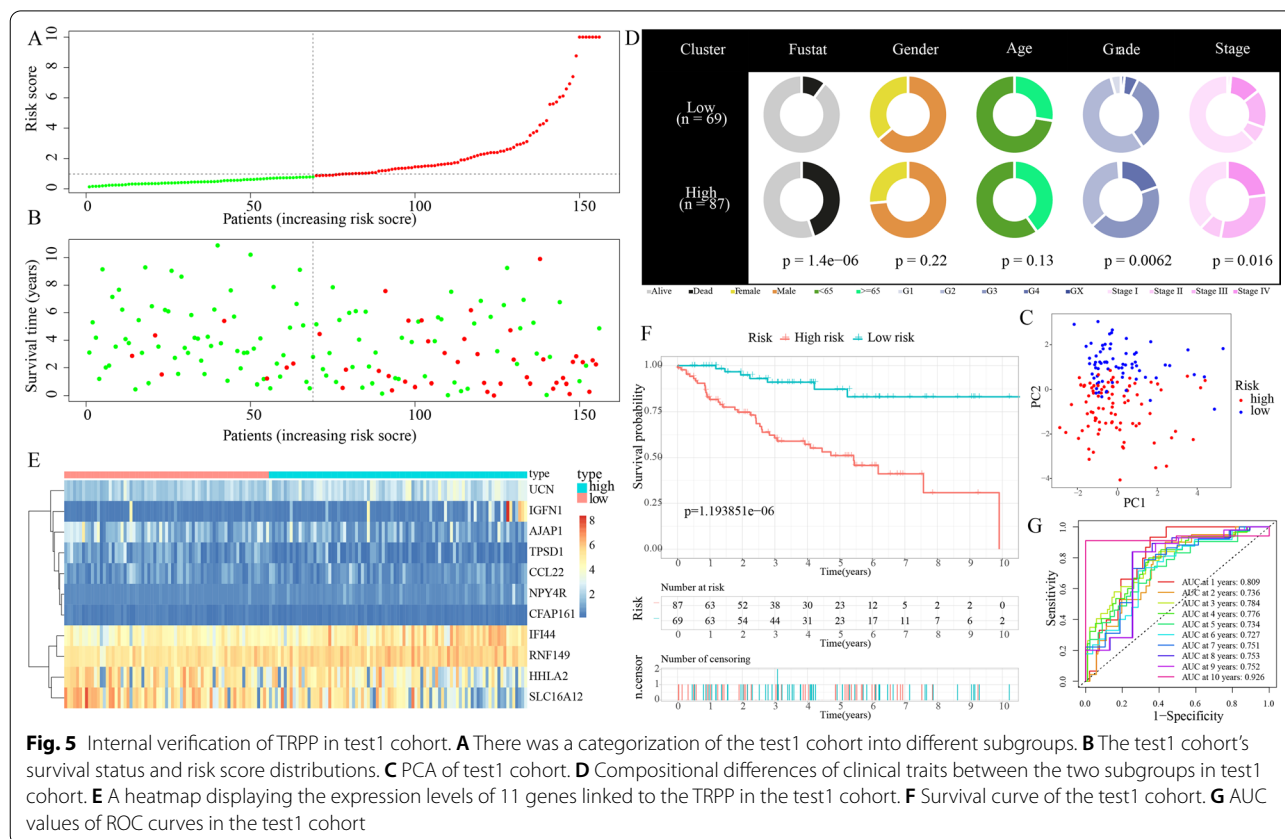 A
Risk score
10
8
6
4
2
0
0 50 100 150
Patients (increasing risk socre)
B
Survival time (years)
10
8
6
4
2
0
0 50 100 150
Patients (increasing risk socre)
D
Cluster Fustat Gender Age Grade Stage
Low
(n = 69)
High
(n = 87)
p = 1.4e−06 p = 0.22 p = 0.13 p = 0.0062 p = 0.016
Alive Dead Female Male <65 >=65 G1 G2 G3 G4 GX Stage I Stage II Stage III Stage IV
E
type
UCN
IGFN1
AJAP1
TPSD1
CCL22
NPY4R
CFAP161
IFI44
RNF149
HHLA2
SLC16A12
type
high
low
8
6
4
2
F
Risk High risk Low risk
Survival probability
1.00
0.75
0.50
0.25
0.00
p=1.193851e−06
0 1 2 3 4 5 6 7 8 9 10
Time(years)
Number at risk
Risk
87 63 52 38 30 23 12 5 2 2 0
69 63 54 44 31 23 17 11 7 6 2
0 1 2 3 4 5 6 7 8 9 10
Time(years)
Number of censoring
n.censor
2
1
0
0 1 2 3 4 5 6 7 8 9 10
Time(years)
C
PC2
2
0
−2
−4
−2 0 2 4
PC1
Risk
high
low
G
Sensitivity
1.0
0.8
0.6
0.4
0.2
0.0
AUC at 1 years: 0.809
AUC at 2 years: 0.736
AUC at 3 years: 0.784
AUC at 4 years: 0.776
AUC at 5 years: 0.734
AUC at 6 years: 0.727
AUC at 7 years: 0.751
AUC at 8 years: 0.753
AUC at 9 years: 0.752
AUC at 10 years: 0.926
0.0 0.2 0.4 0.6 0.8 1.0
1−Specificity
Fig. 5 Internal verification of TRPP in test1 cohort. A There was a categorization of the test1 cohort into different subgroups. B The test1 cohort's
survival status and risk score distributions. C PCA of test1 cohort. D Compositional differences of clinical traits between the two subgroups in test1
cohort. E A heatmap displaying the expression levels of 11 genes linked to the TRPP in the test1 cohort. F Survival curve of the test1 cohort. G AUC
values of ROC curves in the test1 cohort